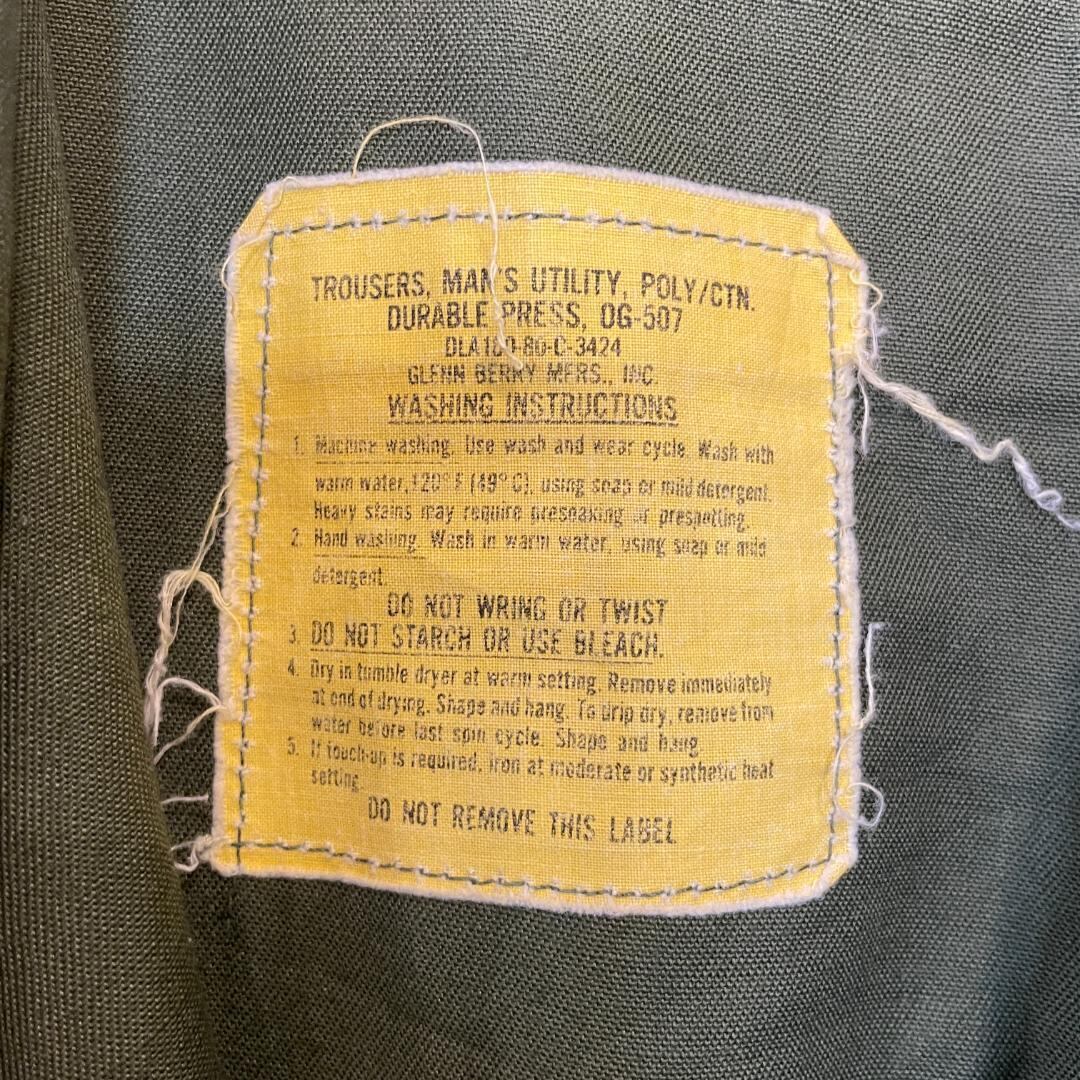 TROUSERS, MAN'S UTILITY, POLY/CTN.
DURABLE PRESS, OG-507
DLA100-80-C-3424
GLENN BERRY MFRS., INC.
WASHING INSTRUCTIONS
1. Machine washing. Use wash and wear cycle. Wash with
warm water, 120° F (49° C), using soap or mild detergent.
Heavy stains may require presoaking or prespotting.
2. Hand washing. Wash in warm water, using soap or mild
detergent.
DO NOT WRING OR TWIST
3. DO NOT STARCH OR USE BLEACH.
4. Dry in tumble dryer at warm setting. Remove immediately
at end of drying. Shape and hang. To drip dry, remove from
water before last spin cycle. Shape and hang.
5. If touch-up is required, iron at moderate or synthetic heat
setting.
DO NOT REMOVE THIS LABEL